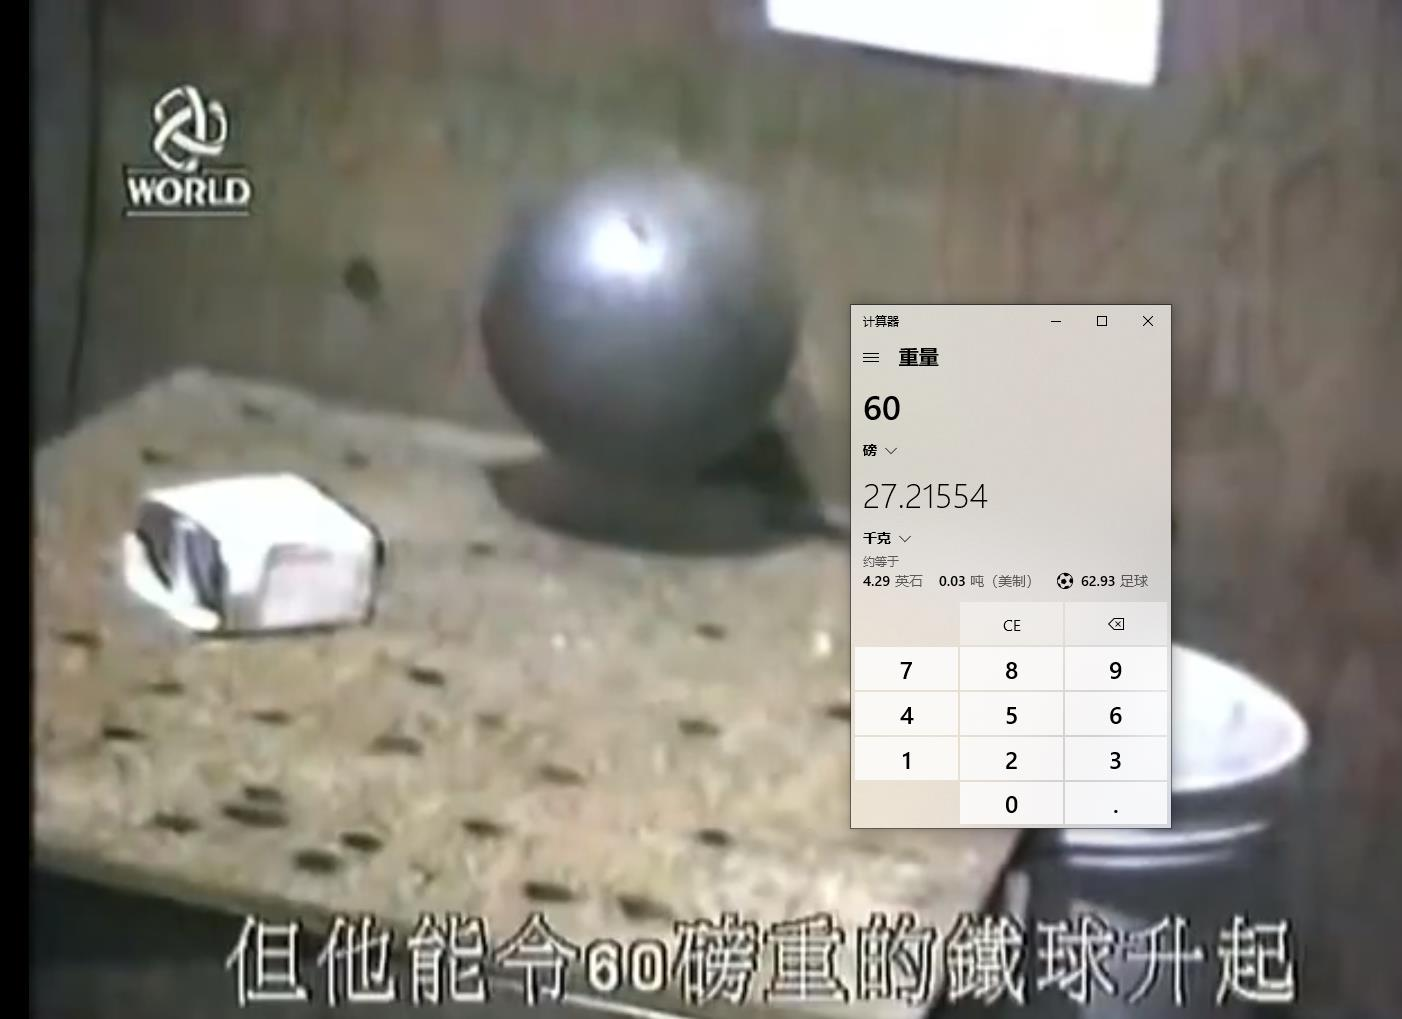 WORLD
计算器
重量
60
磅
27.21554
千克
约等于
4.29 英石 0.03 吨（美制） 62.93 足球
CE
7 8 9
4 5 6
1 2 3
0 .
但他能令60磅重的鐵球升起